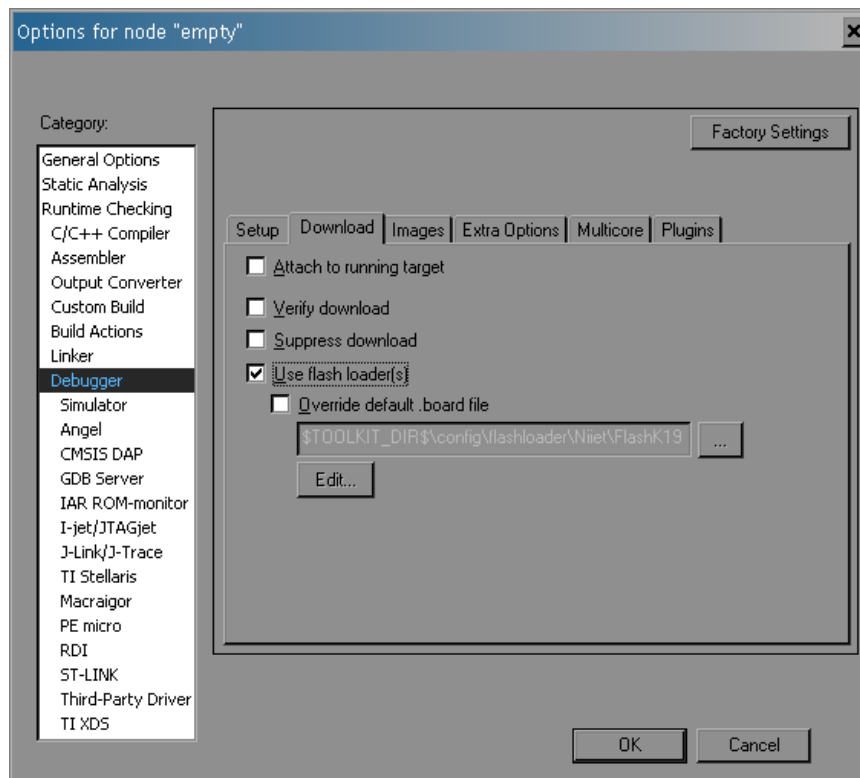 Options for node "empty"
Category:
Factory Settings
General Options
Static Analysis
Runtime Checking
C/C++ Compiler
Assembler
Output Converter
Custom Build
Build Actions
Linker
Debugger
Simulator
Angel
CMSIS DAP
GDB Server
IAR ROM-monitor
I-jet/JTAGjet
J-Link/J-Trace
TI Stellaris
Macraigor
PE micro
RDI
ST-LINK
Third-Party Driver
TI XDS
Setup Download Images Extra Options Multicore Plugins
Attach to running target
Verify download
Suppress download
Use flash loader(s)
Override default .board file
$TOOLKIT_DIR$\config\flashloader\Niiet\FlashK19 ...
Edit...
OK Cancel